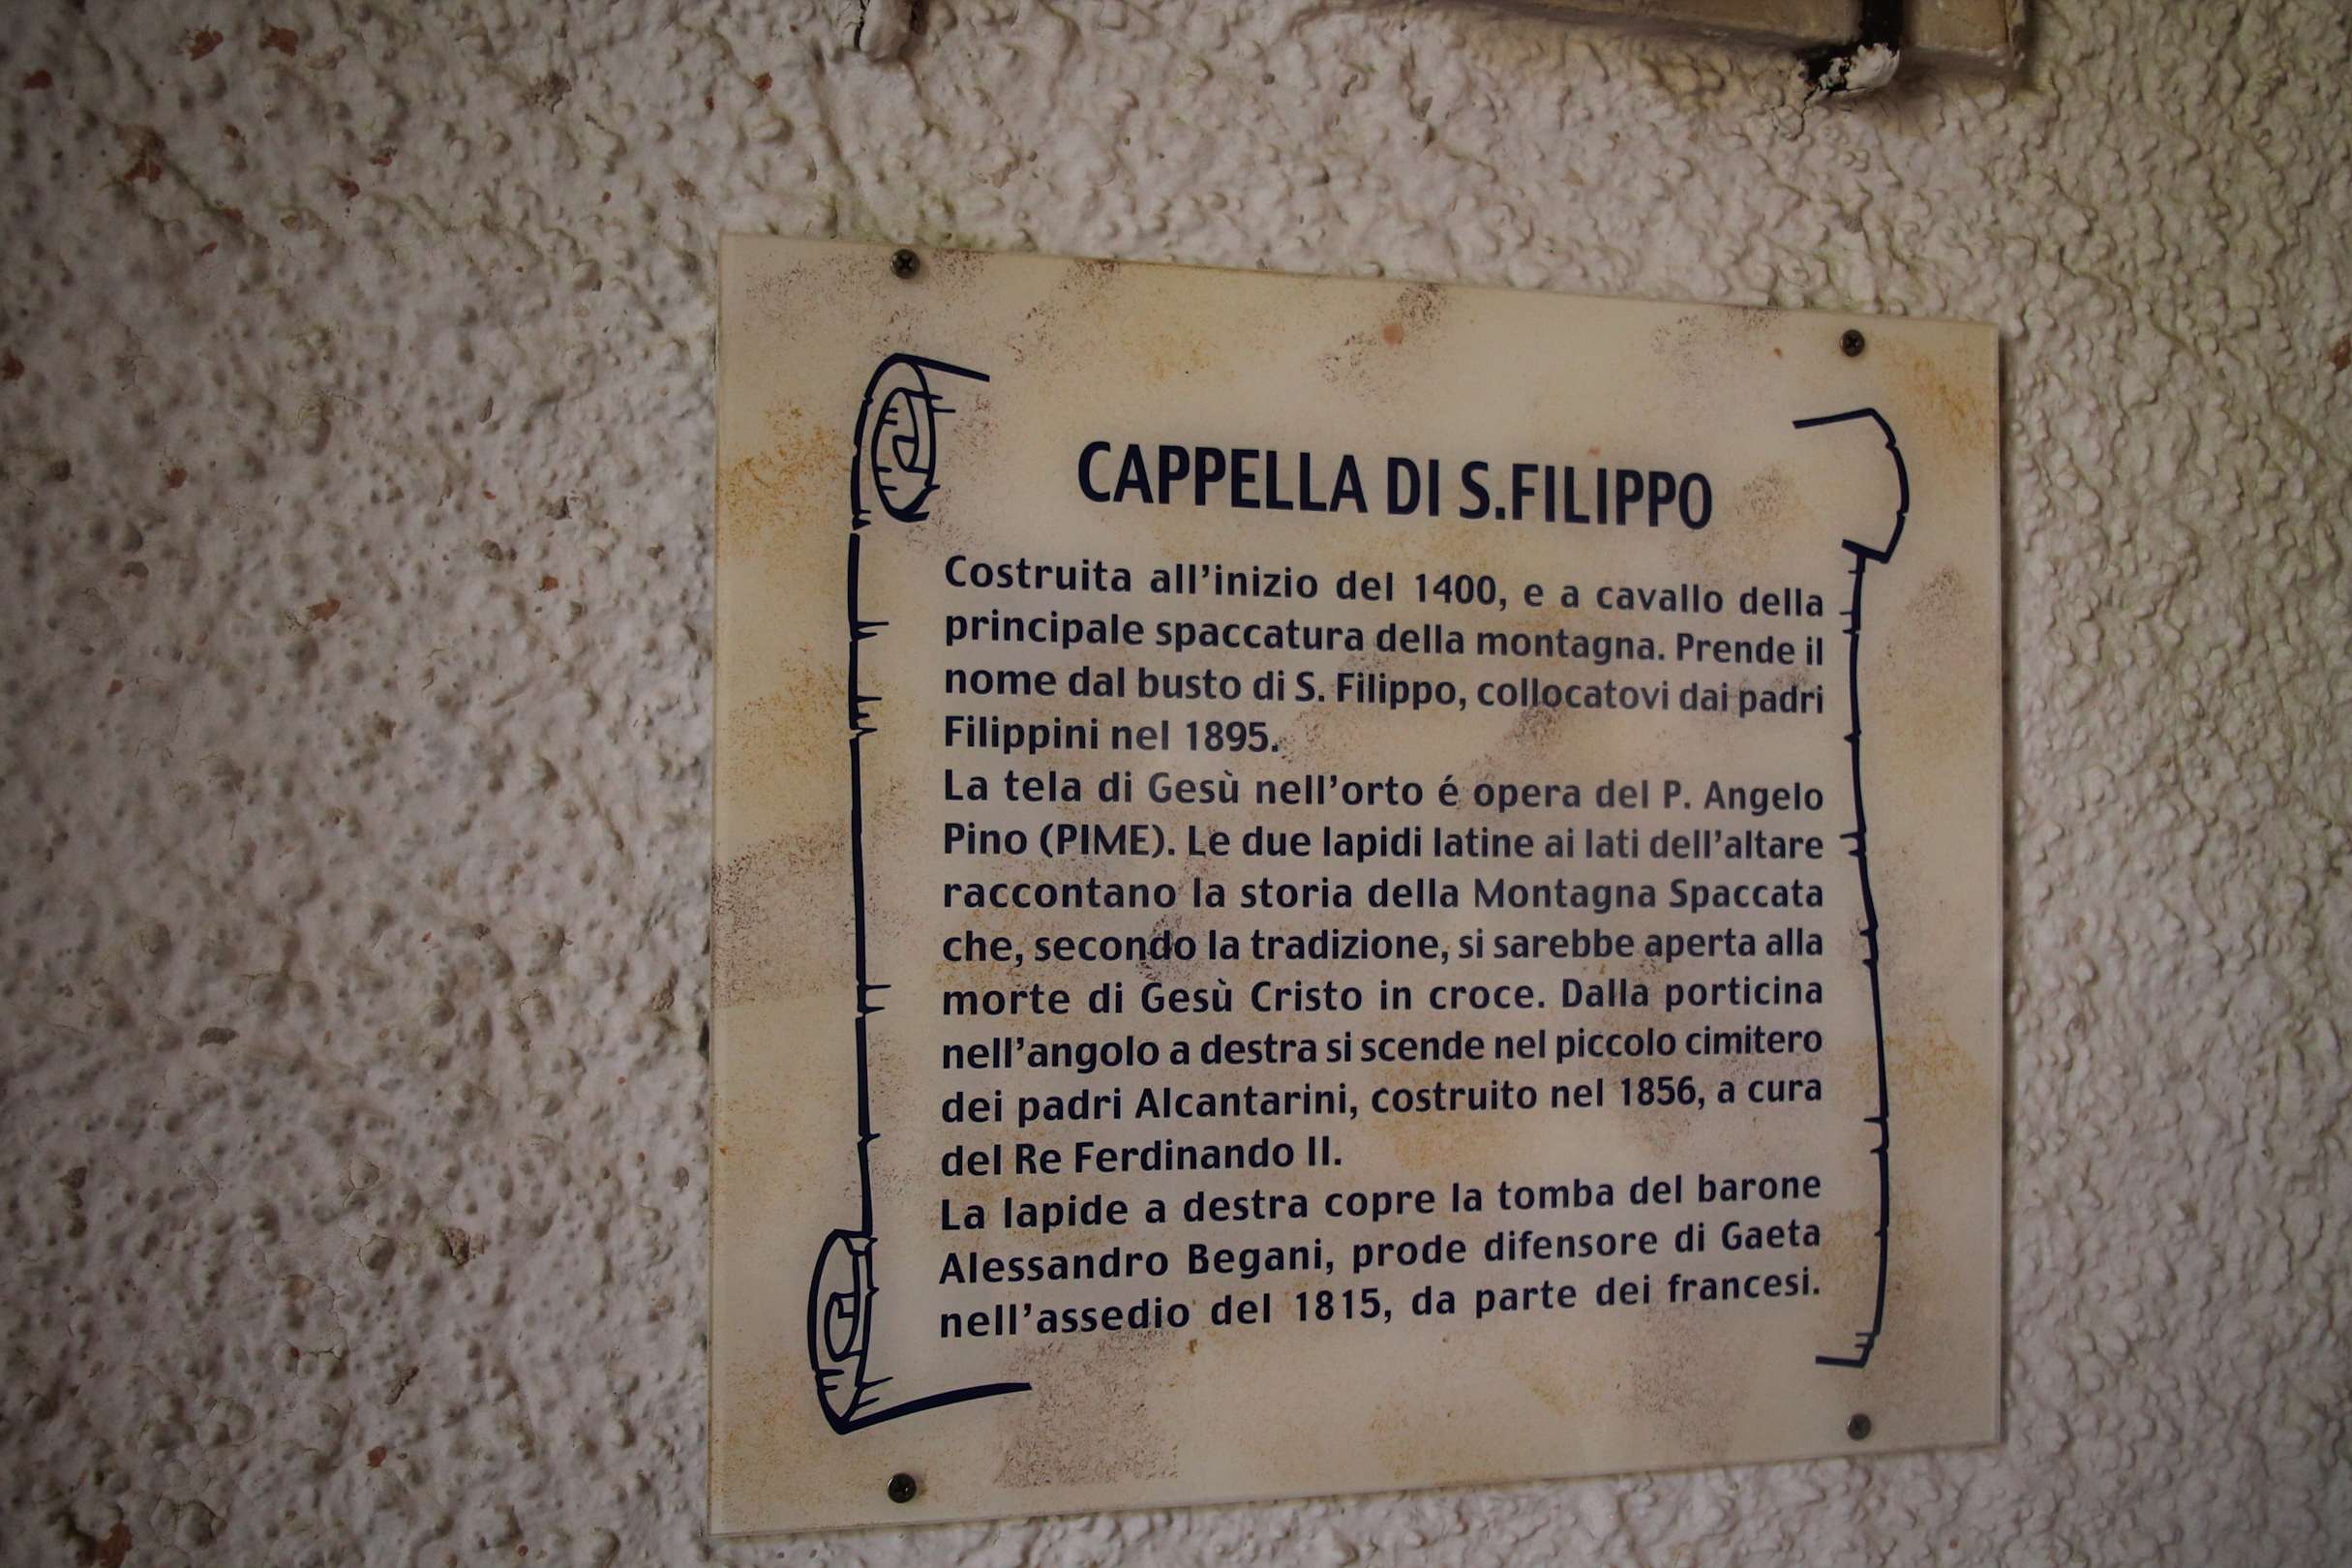 CAPPELLA DI S.FILIPPO
Costruita all'inizio del 1400, e a cavallo della
principale spaccatura della montagna. Prende il
nome dal busto di S. Filippo, collocatovi dai padri
Filippini nel 1895.
La tela di Gesù nell'orto é opera del P. Angelo
Pino (PIME). Le due lapidi latine ai lati dell'altare
raccontano la storia della Montagna Spaccata
che, secondo la tradizione, si sarebbe aperta alla
morte di Gesù Cristo in croce. Dalla porticina
nell'angolo a destra si scende nel piccolo cimitero
dei padri Alcantarini, costruito nel 1856, a cura
del Re Ferdinando II.
La lapide a destra copre la tomba del barone
Alessandro Begani, prode difensore di Gaeta
nell'assedio del 1815, da parte dei francesi.